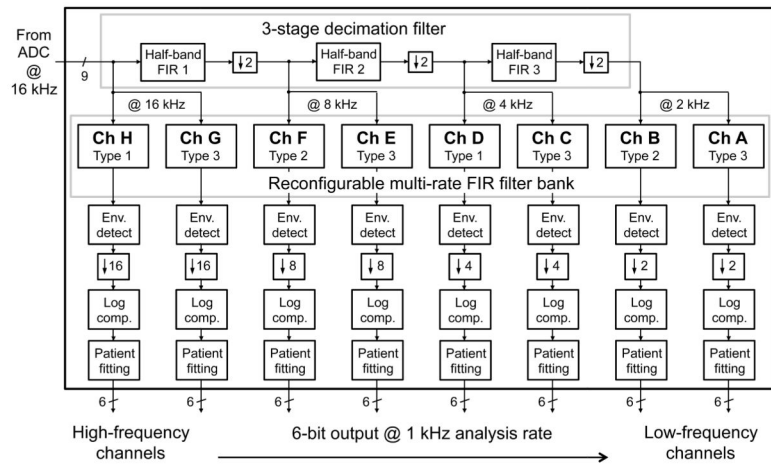 3-stage decimation filter
From
ADC
@
16 kHz
9
Half-band
FIR 1
↓2
Half-band
FIR 2
↓2
Half-band
FIR 3
↓2
@ 16 kHz
@ 8 kHz
@ 4 kHz
@ 2 kHz
Ch H
Type 1
Ch G
Type 3
Ch F
Type 2
Ch E
Type 3
Ch D
Type 1
Ch C
Type 3
Ch B
Type 2
Ch A
Type 3
Reconfigurable multi-rate FIR filter bank
Env.
detect
Env.
detect
Env.
detect
Env.
detect
Env.
detect
Env.
detect
Env.
detect
Env.
detect
↓16
↓16
↓8
↓8
↓4
↓4
↓2
↓2
Log
comp.
Log
comp.
Log
comp.
Log
comp.
Log
comp.
Log
comp.
Log
comp.
Log
comp.
Patient
fitting
Patient
fitting
Patient
fitting
Patient
fitting
Patient
fitting
Patient
fitting
Patient
fitting
Patient
fitting
6
6
6
6
6
6
6
6
High-frequency
channels
6-bit output @ 1 kHz analysis rate
Low-frequency
channels